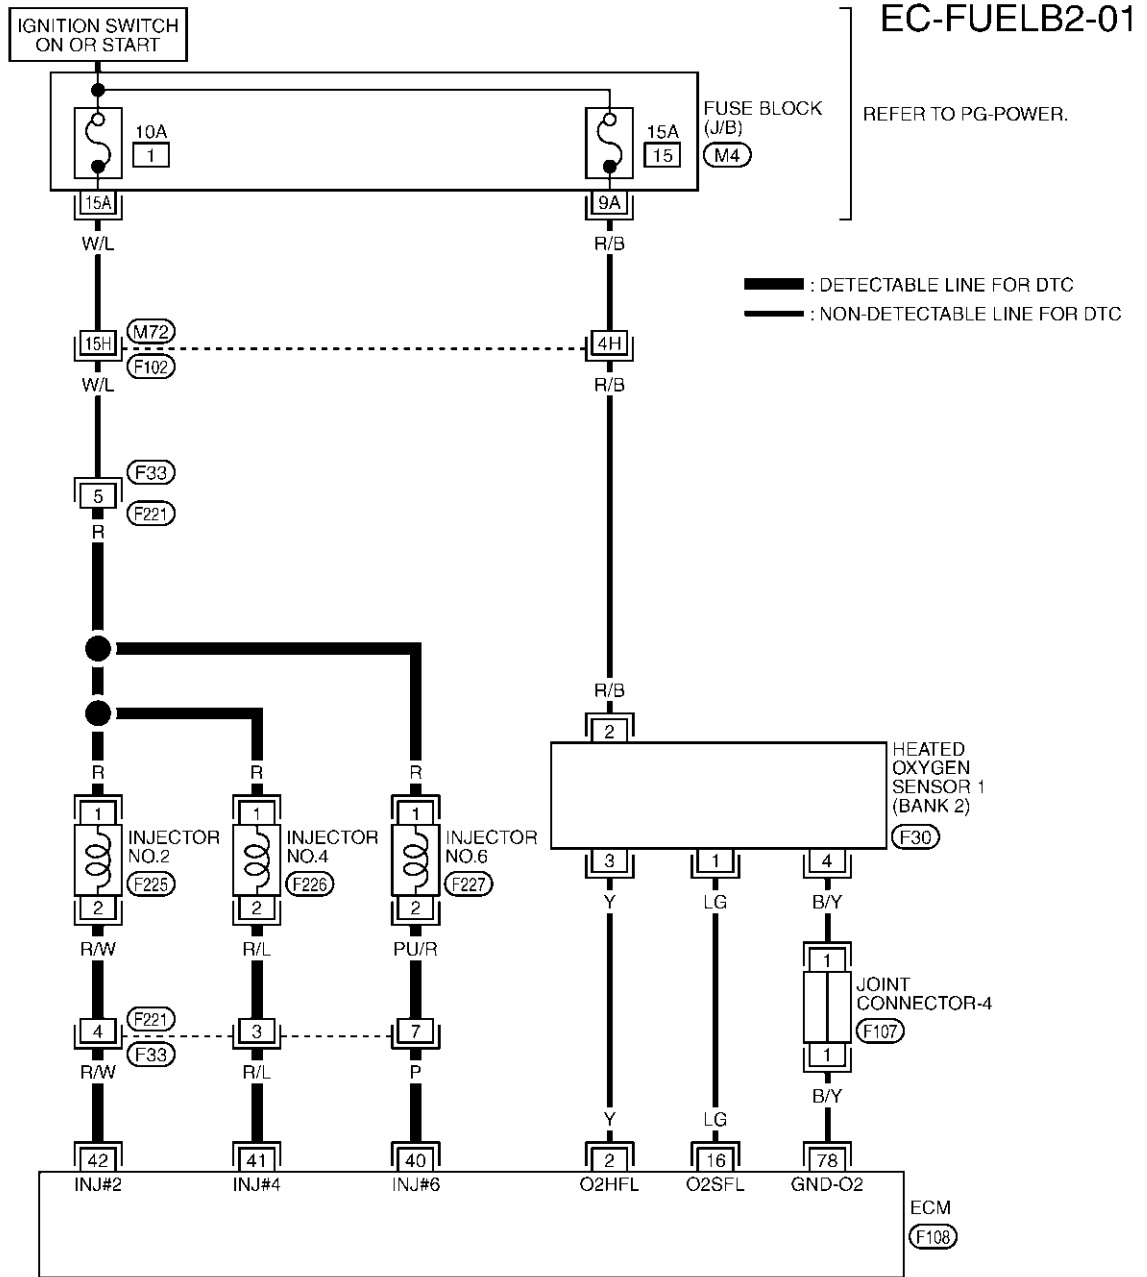 EC-FUELB2-01
IGNITION SWITCH
ON OR START
FUSE BLOCK
(J/B)
M4
REFER TO PG-POWER.
10A
1
15A
15
15A
9A
W/L
R/B
: DETECTABLE LINE FOR DTC
: NON-DETECTABLE LINE FOR DTC
15H
M72
F102
4H
W/L
R/B
5
F33
F221
R
R/B
2
HEATED
OXYGEN
SENSOR 1
(BANK 2)
F30
R
R
R
1
1
1
INJECTOR
NO.2
F225
INJECTOR
NO.4
F226
INJECTOR
NO.6
F227
2
2
2
3
1
4
Y
LG
B/Y
R/W
R/L
PU/R
1
JOINT
CONNECTOR-4
F107
1
4
F221
F33
3
7
R/W
R/L
P
B/Y
Y
LG
42
41
40
2
16
78
INJ#2
INJ#4
INJ#6
O2HFL
O2SFL
GND-O2
ECM
F108